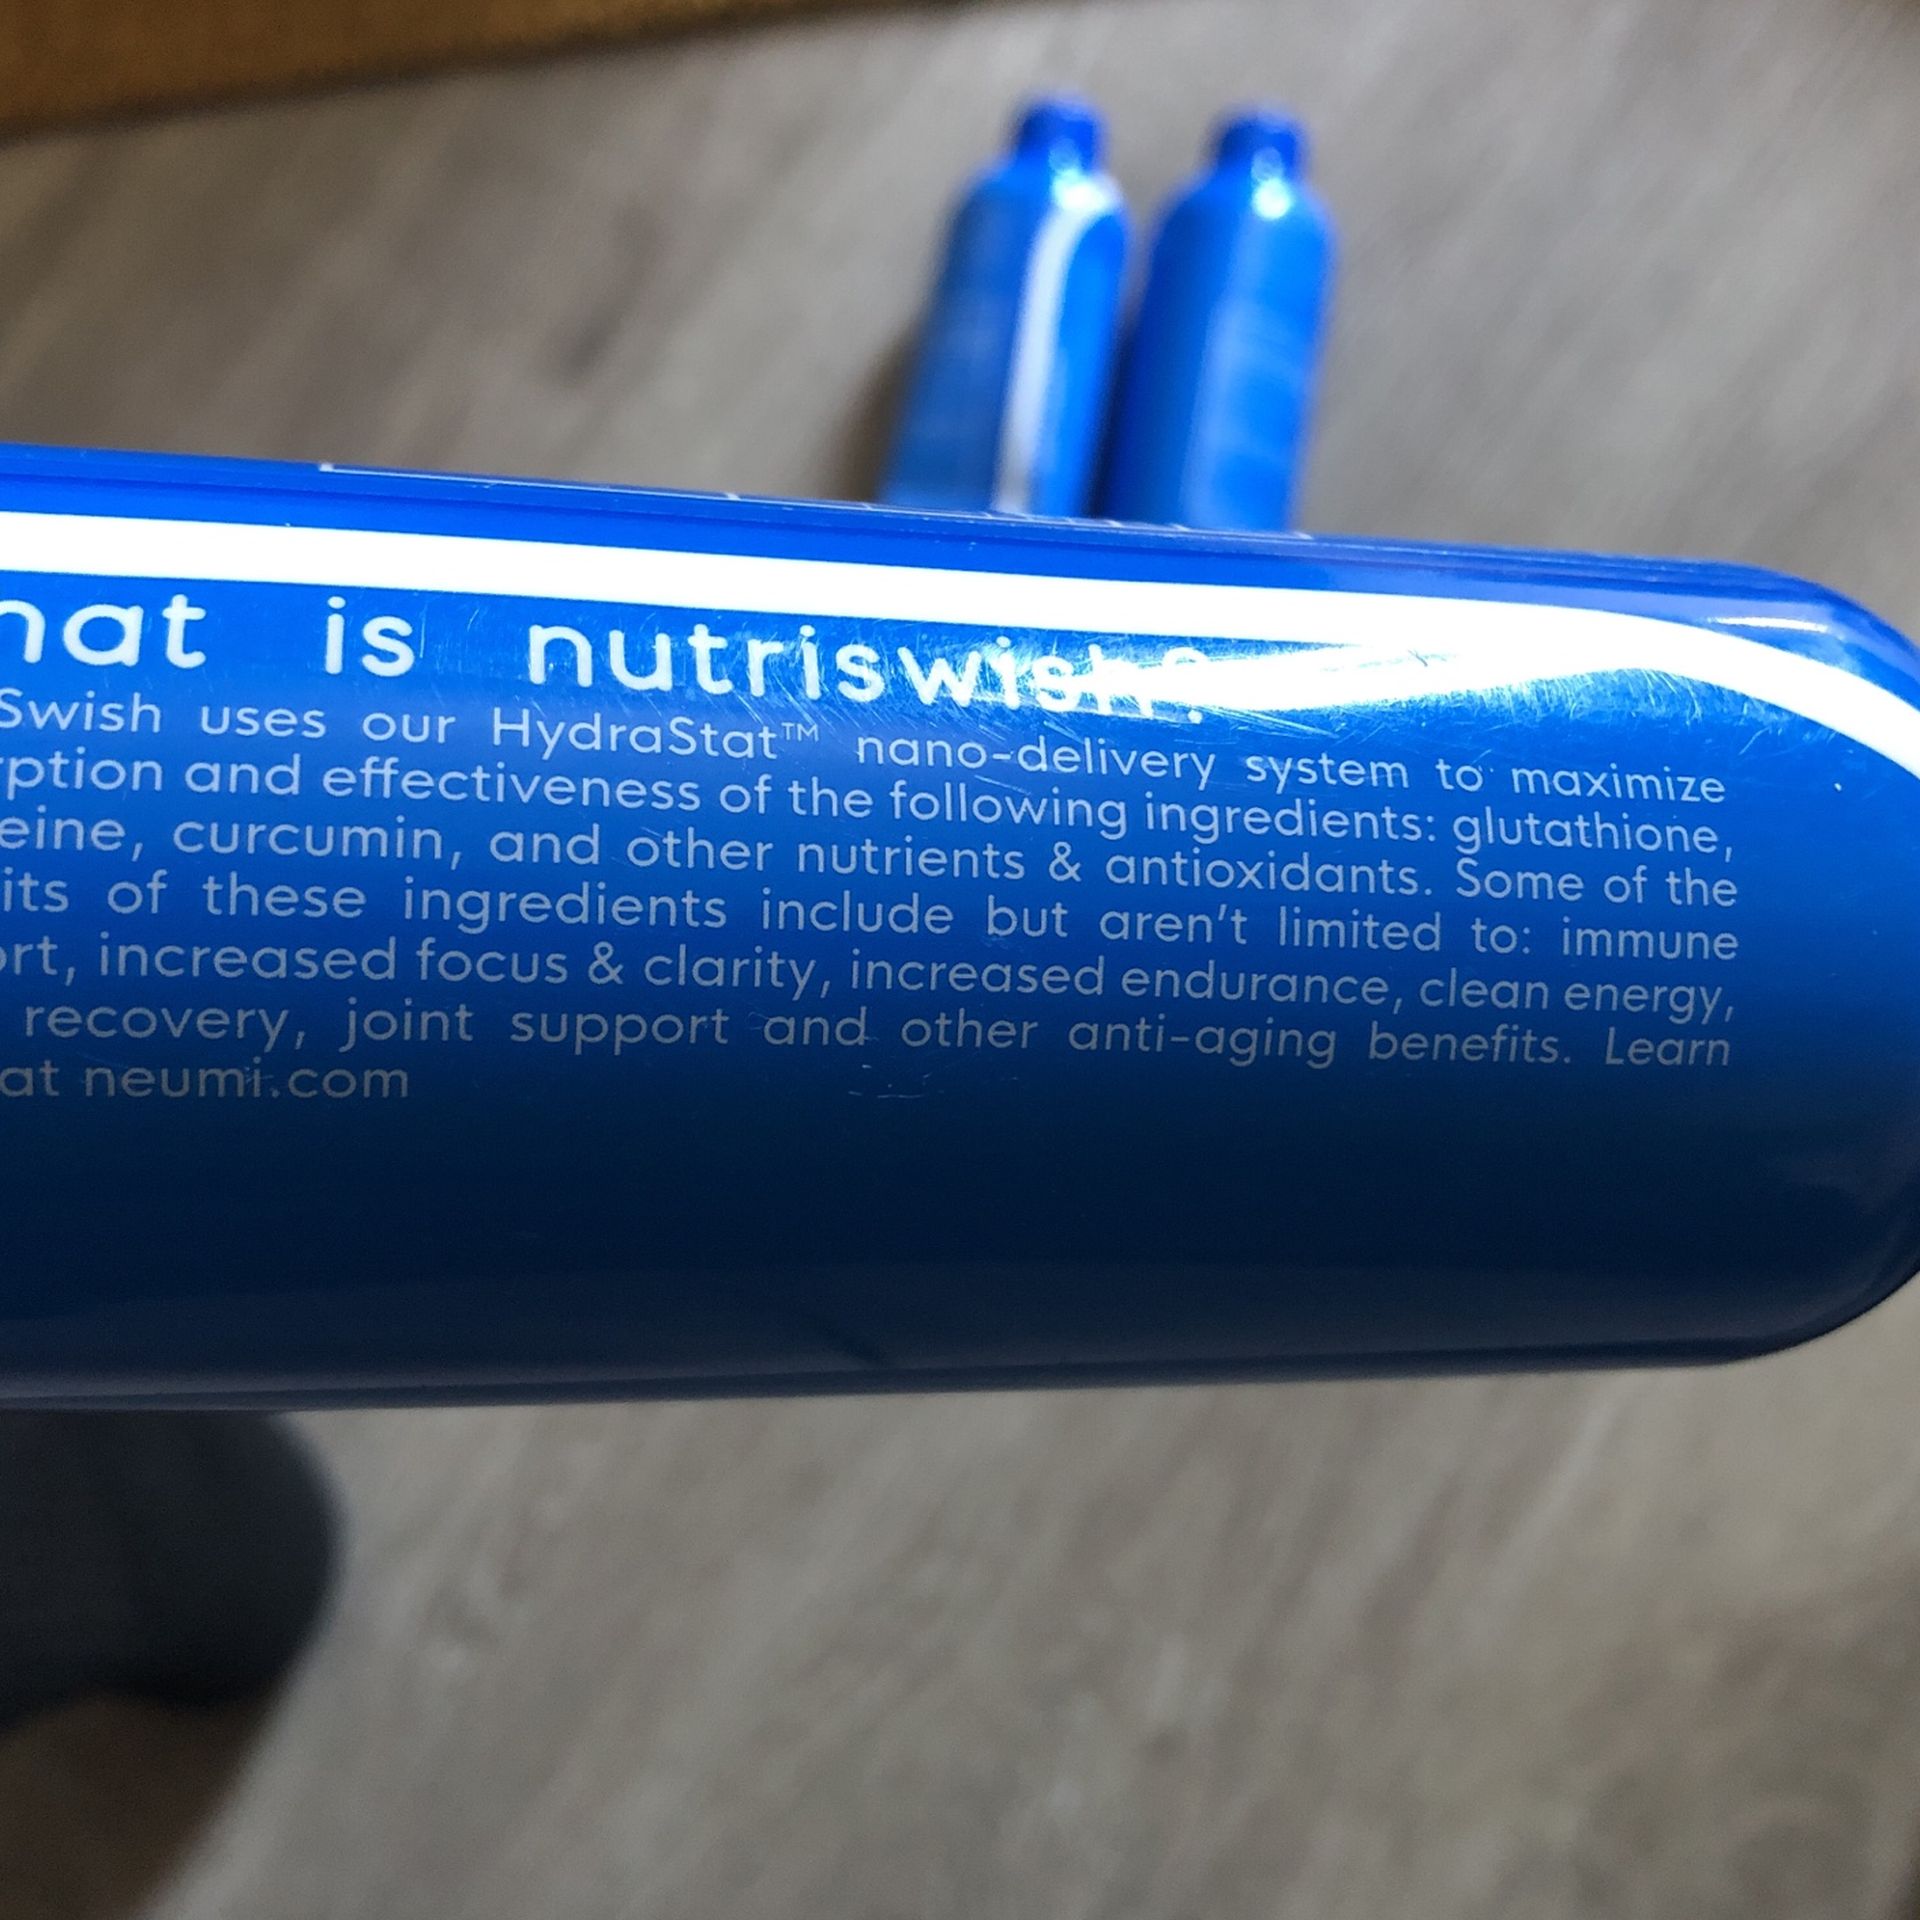 hat is nutriswish?
Swish uses our HydraStat™ nano-delivery system to maximize
ption and effectiveness of the following ingredients: glutathione,
eine, curcumin, and other nutrients & antioxidants. Some of the
its of these ingredients include but aren't limited to: immune
ort, increased focus & clarity, increased endurance, clean energy,
recovery, joint support and other anti-aging benefits. Learn
at neumi.com